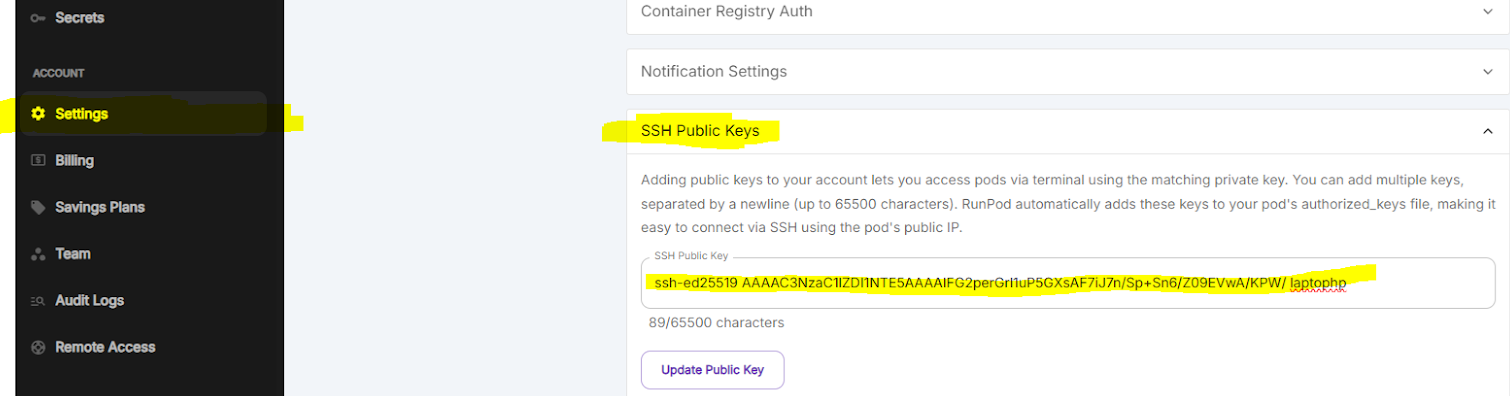 Secrets
ACCOUNT
Settings
Billing
Savings Plans
Team
Audit Logs
Remote Access
Container Registry Auth
Notification Settings
SSH Public Keys
Adding public keys to your account lets you access pods via terminal using the matching private key. You can add multiple keys,
separated by a newline (up to 65500 characters). RunPod automatically adds these keys to your pod's authorized_keys file, making it
easy to connect via SSH using the pod's public IP.
SSH Public Key
ssh-ed25519 AAAAC3NzaC1lZDI1NTE5AAAAIFG2perGrI1uP5GXsAF7iJ7n/Sp+Sn6/Z09EVwA/KPW/ laptophp
89/65500 characters
Update Public Key